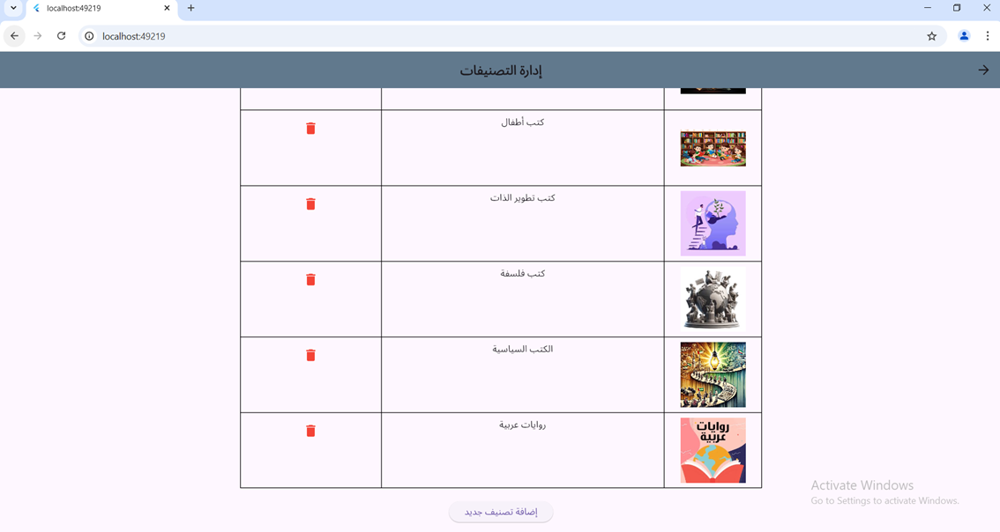 localhost:49219
localhost:49219
إدارة التصنيفات
كتب أطفال
كتب تطوير الذات
كتب فلسفة
الكتب السياسية
روايات عربية
روايات
عربية
إضافة تصنيف جديد
Activate Windows
Go to Settings to activate Windows.